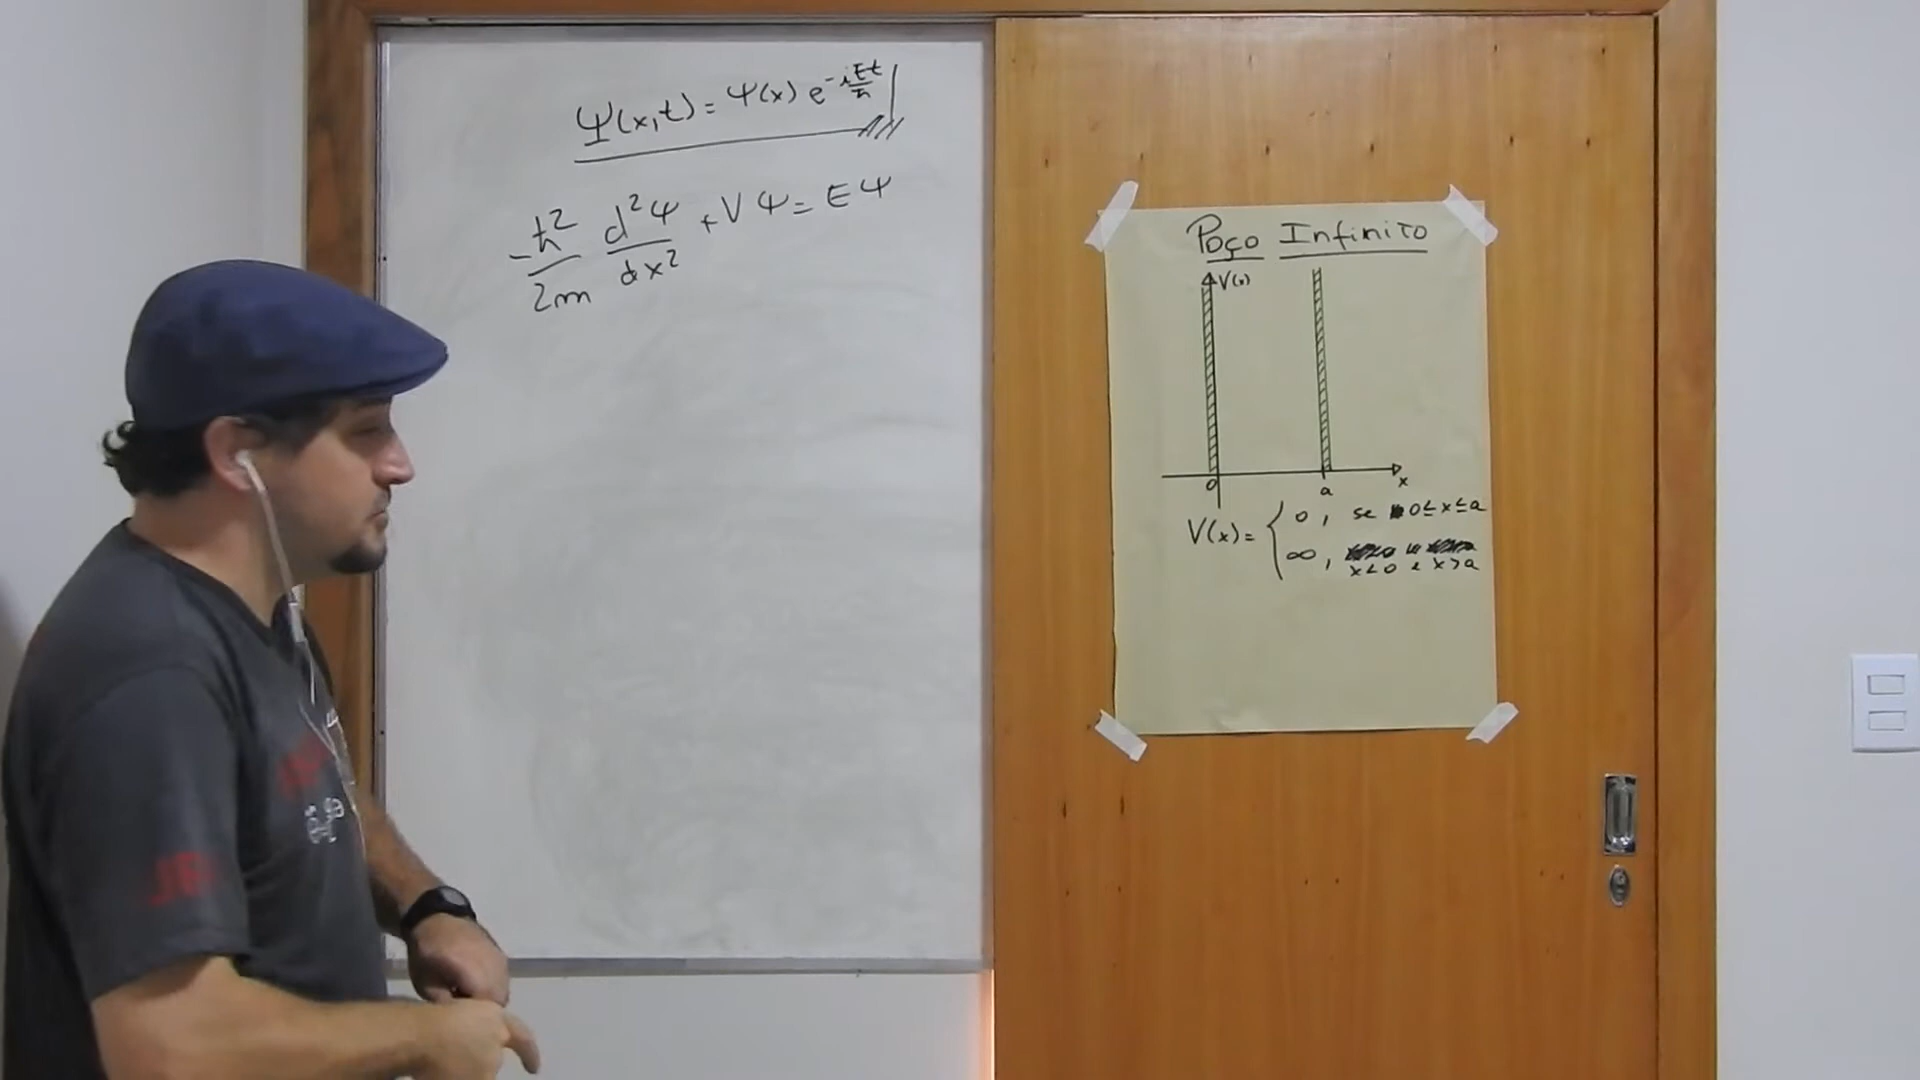 Ψ(x,t) = ψ(x) e^{-iEt/ħ}
-ħ²/2m d²ψ/dx² + Vψ = Eψ
Poço Infinito
V(x)
0 a x
V(x) = { 0, se 0≤x≤a
∞, x<0 e x>a